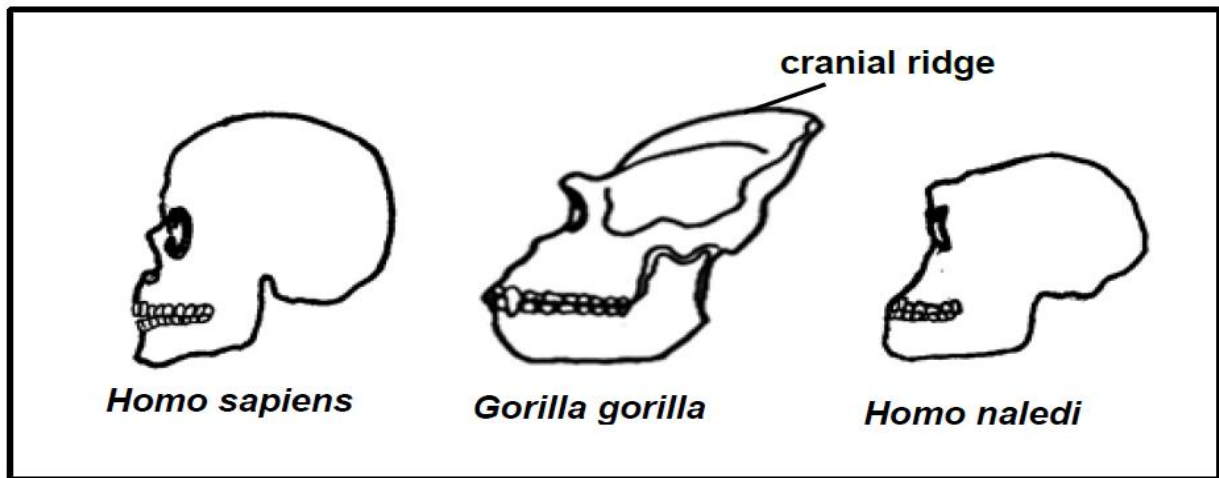 cranial ridge
Homo sapiens
Gorilla gorilla
Homo naledi